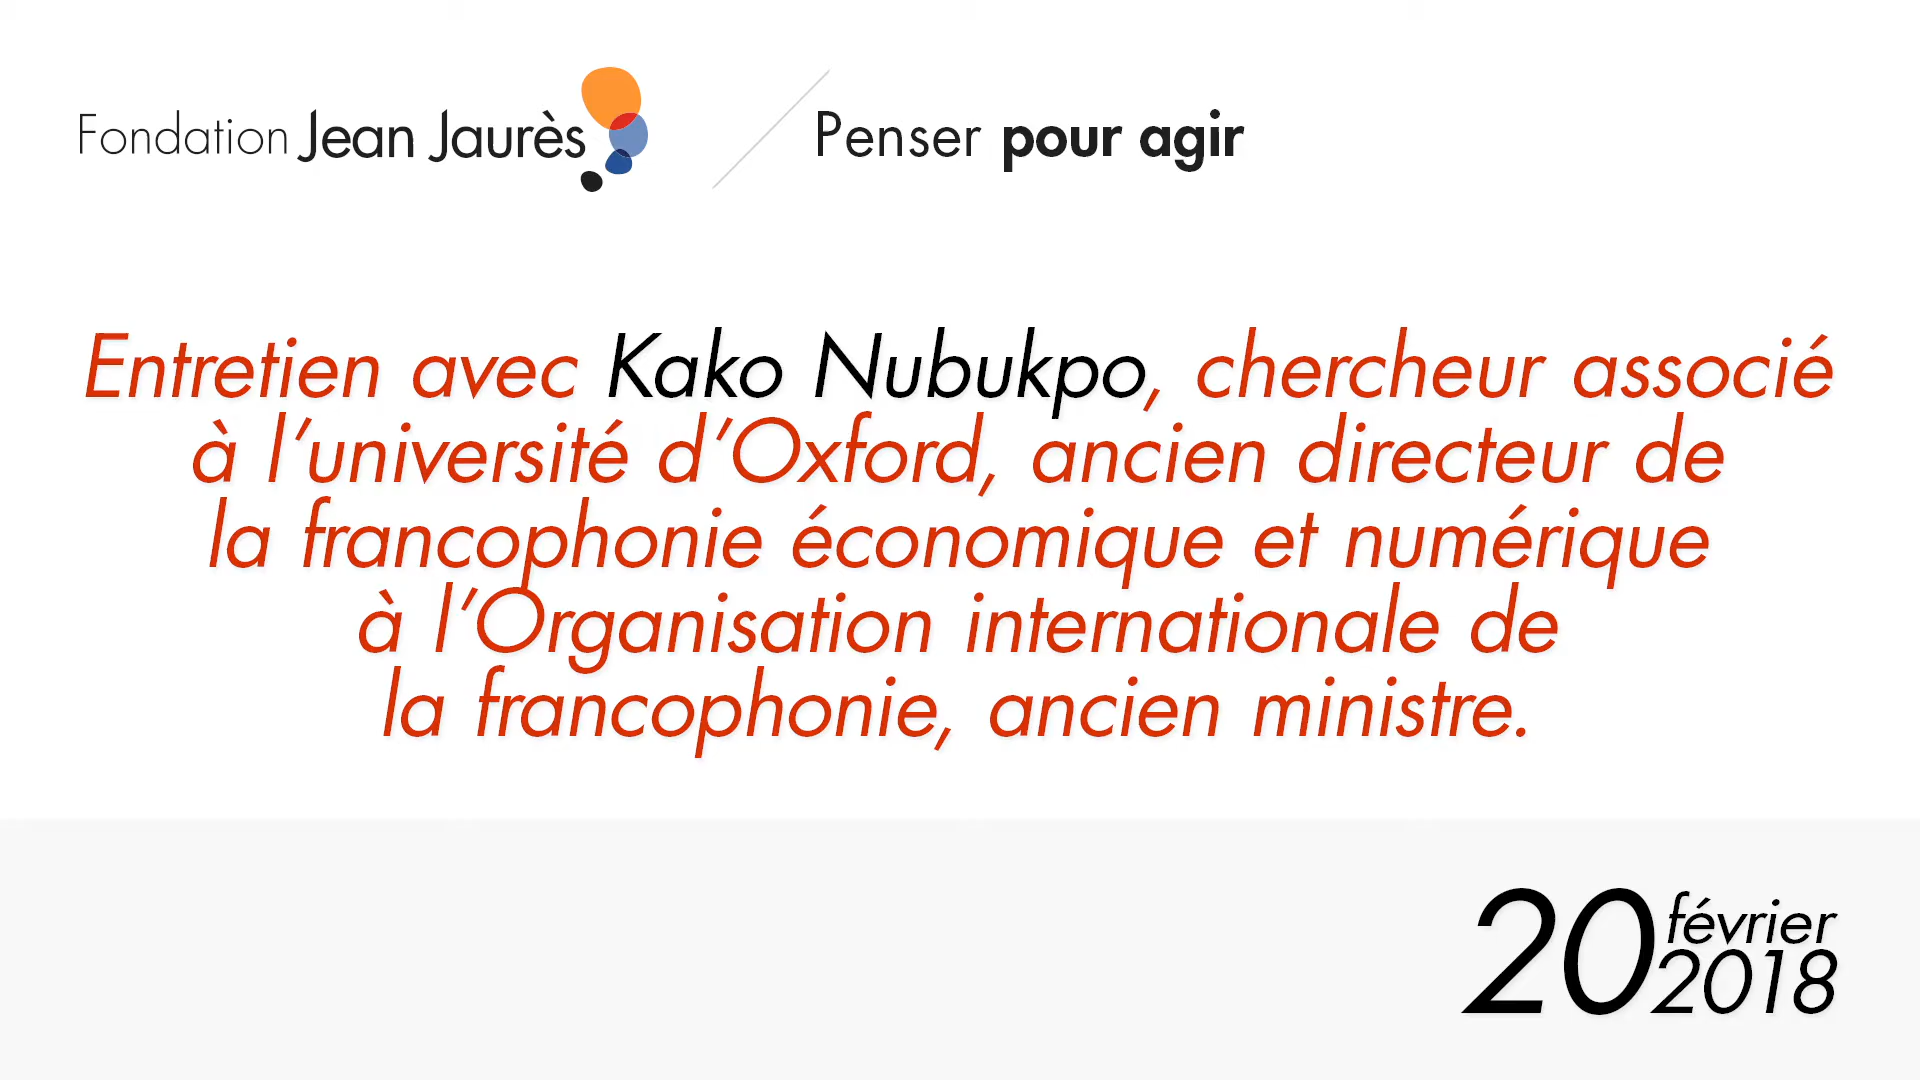 Fondation Jean Jaurès
Penser pour agir
Entretien avec Kako Nubukpo, chercheur associé
à l’université d’Oxford, ancien directeur de
la francophonie économique et numérique
à l’Organisation internationale de
la francophonie, ancien ministre.
20 février
2018